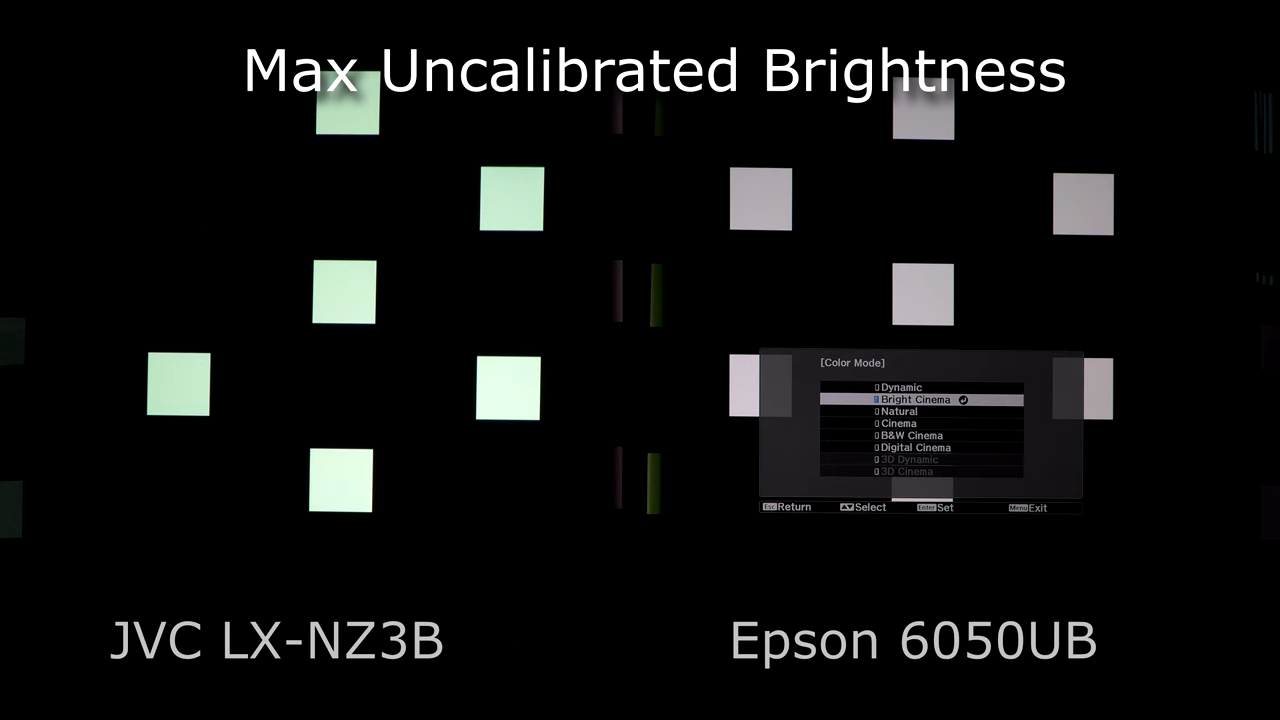 Max Uncalibrated Brightness
[Color Mode]
Dynamic
Bright Cinema
Natural
Cinema
B&W Cinema
Digital Cinema
3D Dynamic
3D Cinema
Esc Return Select Enter Set Menu Exit
JVC LX-NZ3B Epson 6050UB